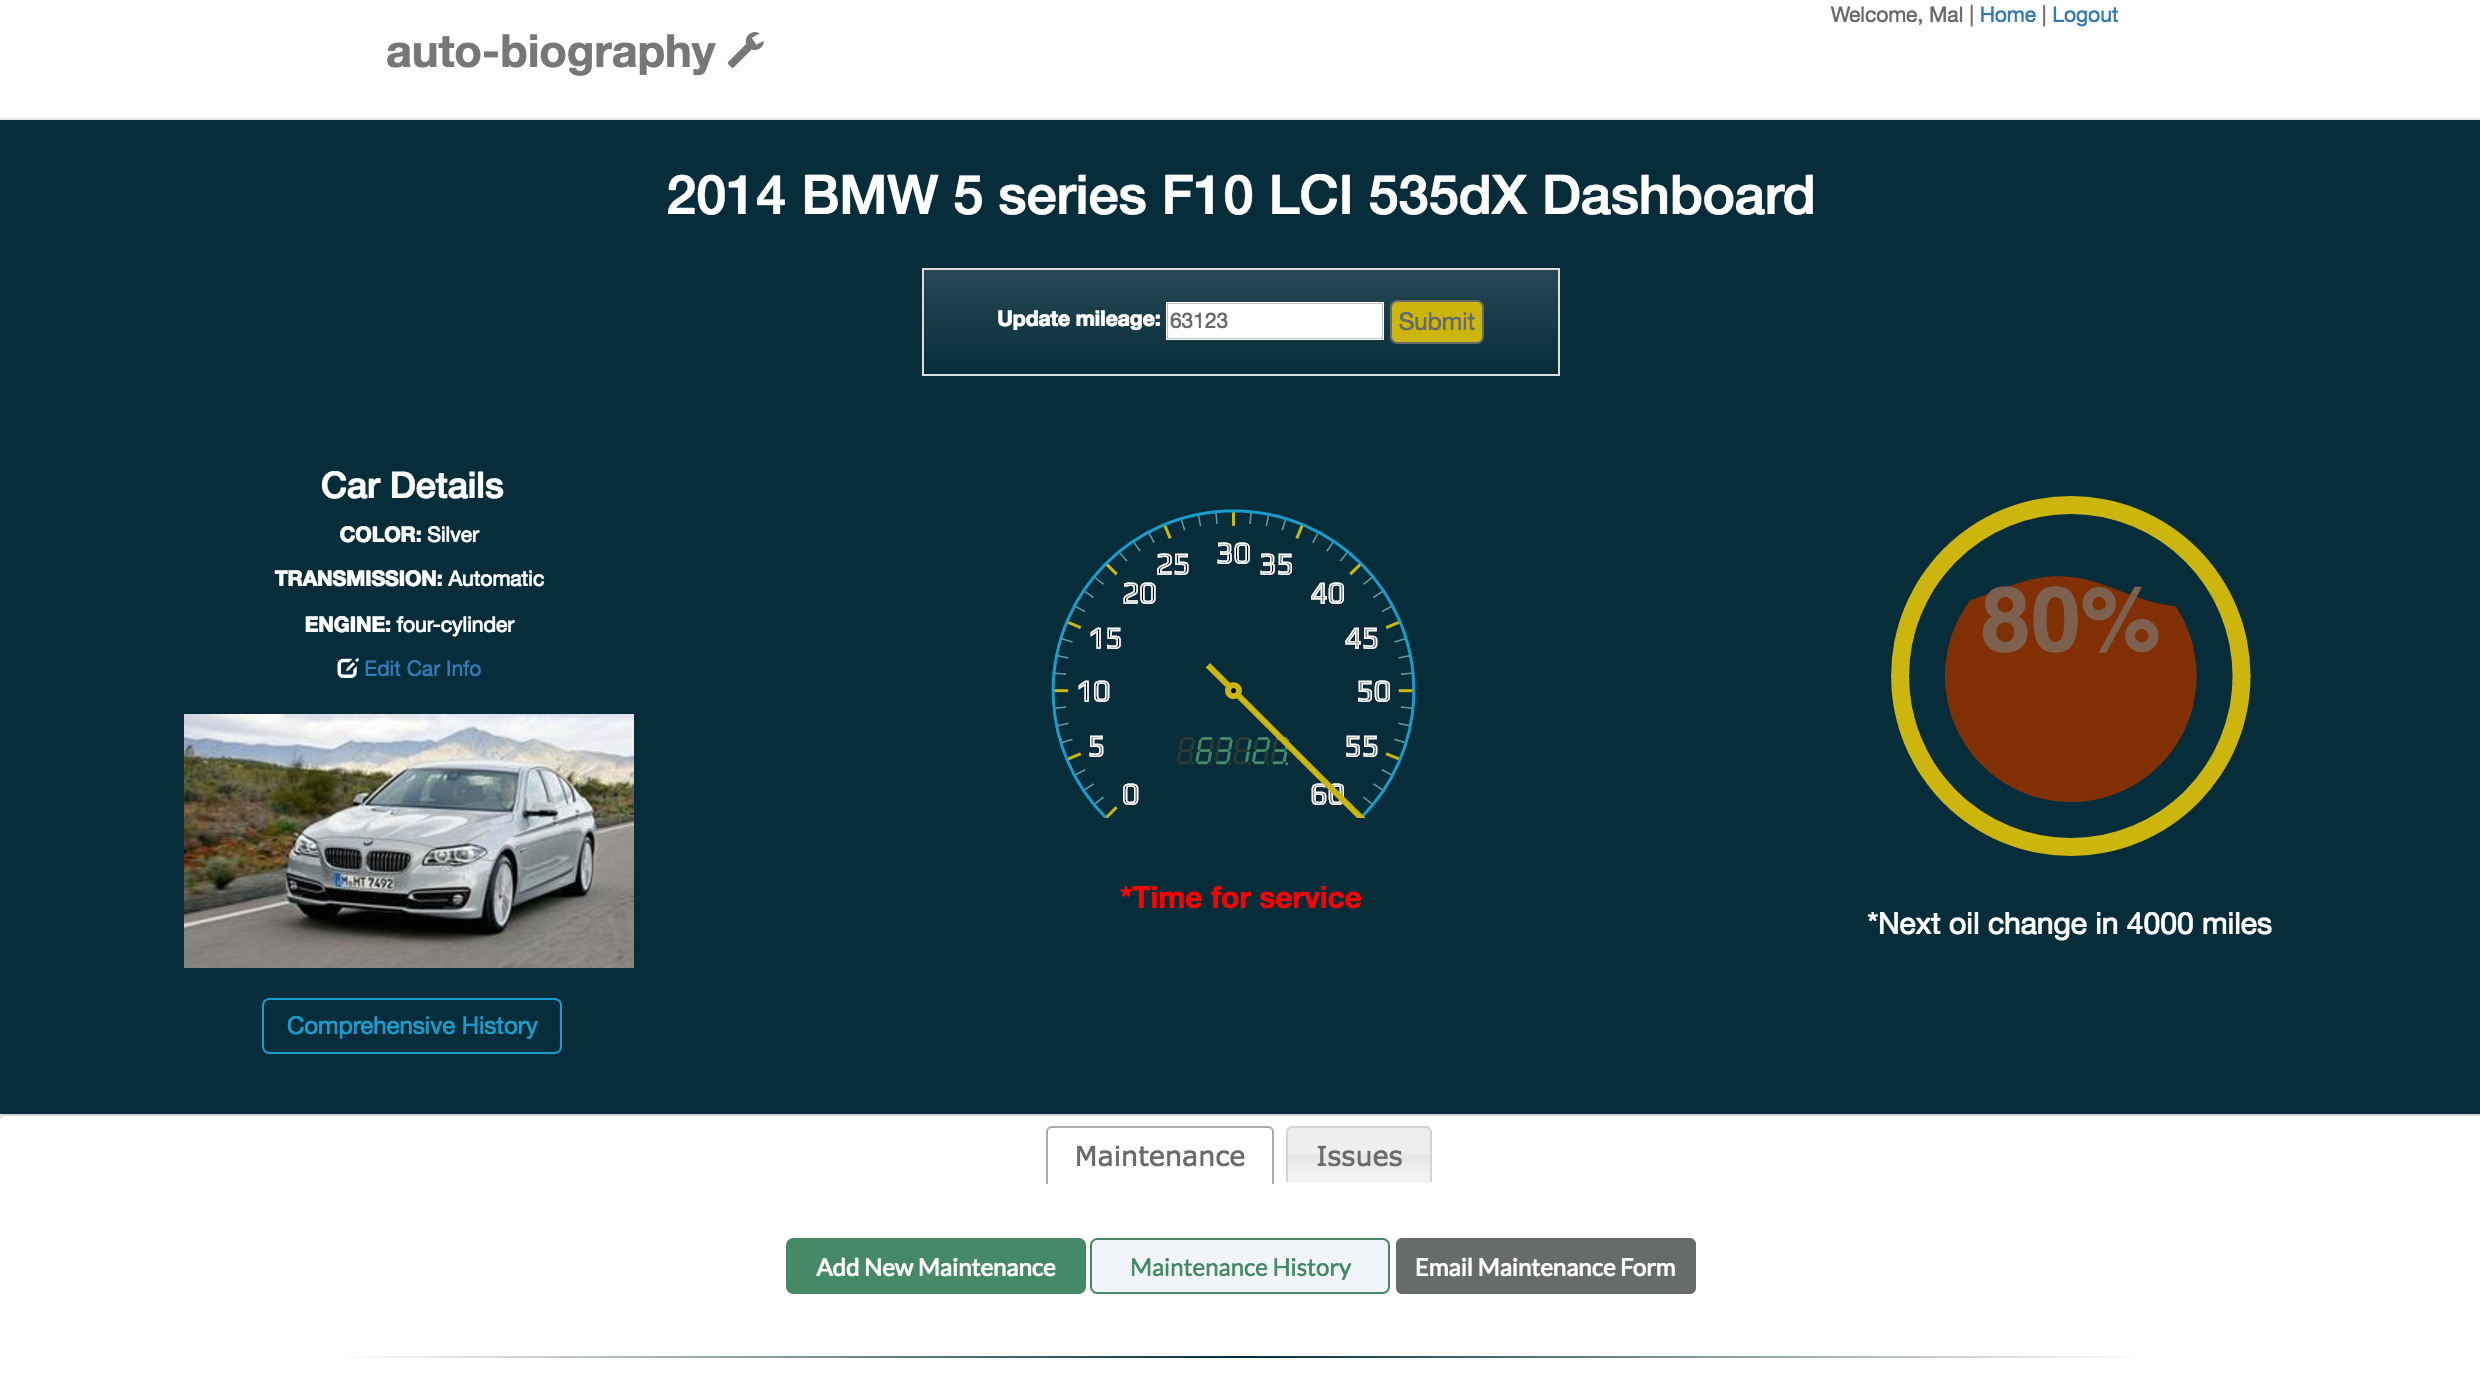 Welcome, Mal | Home | Logout
auto-biography
2014 BMW 5 series F10 LCI 535dX Dashboard
Update mileage: 63123 Submit
Car Details
COLOR: Silver
TRANSMISSION: Automatic
ENGINE: four-cylinder
Edit Car Info
M HT 7492
Comprehensive History
0
5
10
15
20
25
30
35
40
45
50
55
60
63123
*Time for service
80%
*Next oil change in 4000 miles
Maintenance Issues
Add New Maintenance Maintenance History Email Maintenance Form